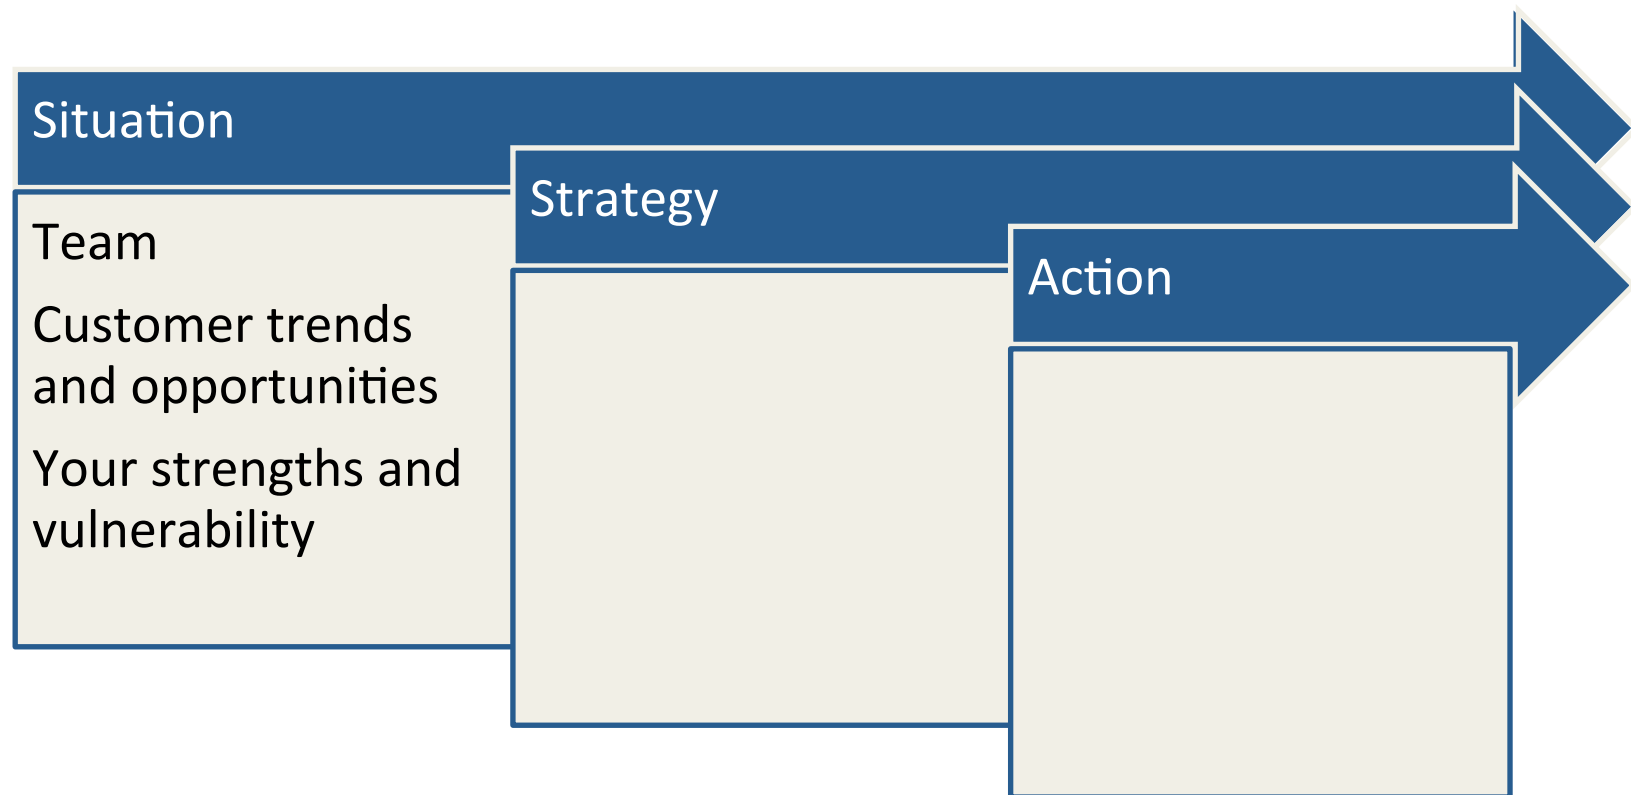 Situation
Team
Customer trends
and opportunities
Your strengths and
vulnerability
Strategy
Action